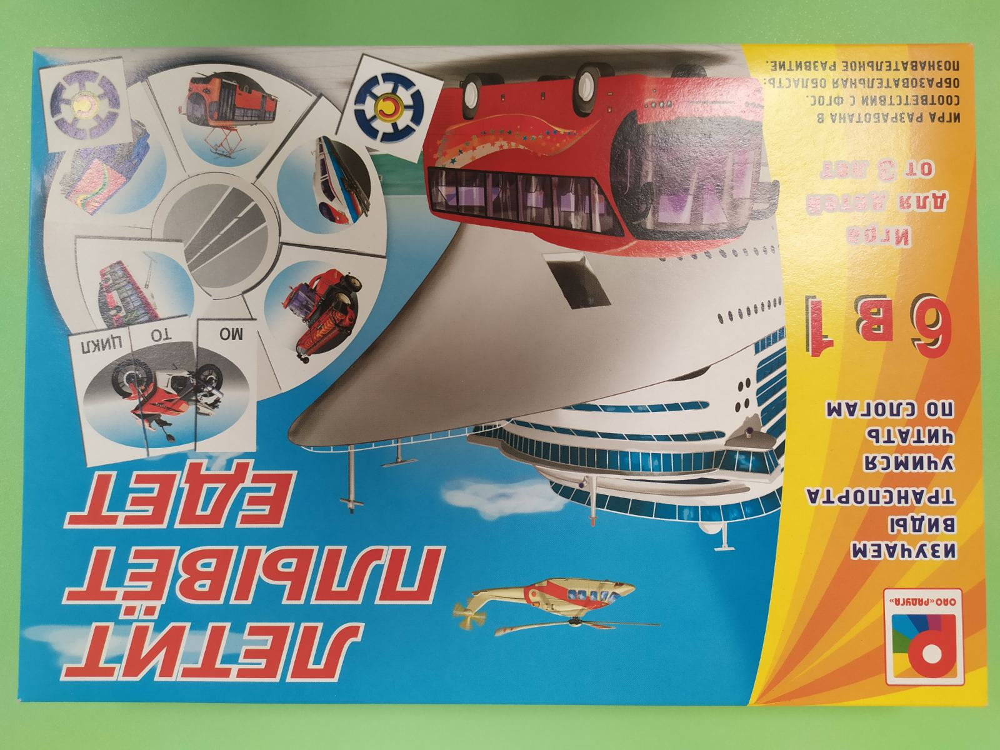 ОАО «РАДУГА»
ИЗУЧАЕМ
ВИДЫ
ТРАНСПОРТА
УЧИМСЯ
ЧИТАТЬ
ПО СЛОГАМ
6 в 1
Игра
для детей
от 3 лет
ИГРА РАЗРАБОТАНА В
СООТВЕТСТВИИ С ФГОС.
ОБРАЗОВАТЕЛЬНАЯ ОБЛАСТЬ:
ПОЗНАВАТЕЛЬНОЕ РАЗВИТИЕ.
ЛЕТИТ
ПЛЫВЁТ
ЕДЕТ
МО ТО ЦИКЛ